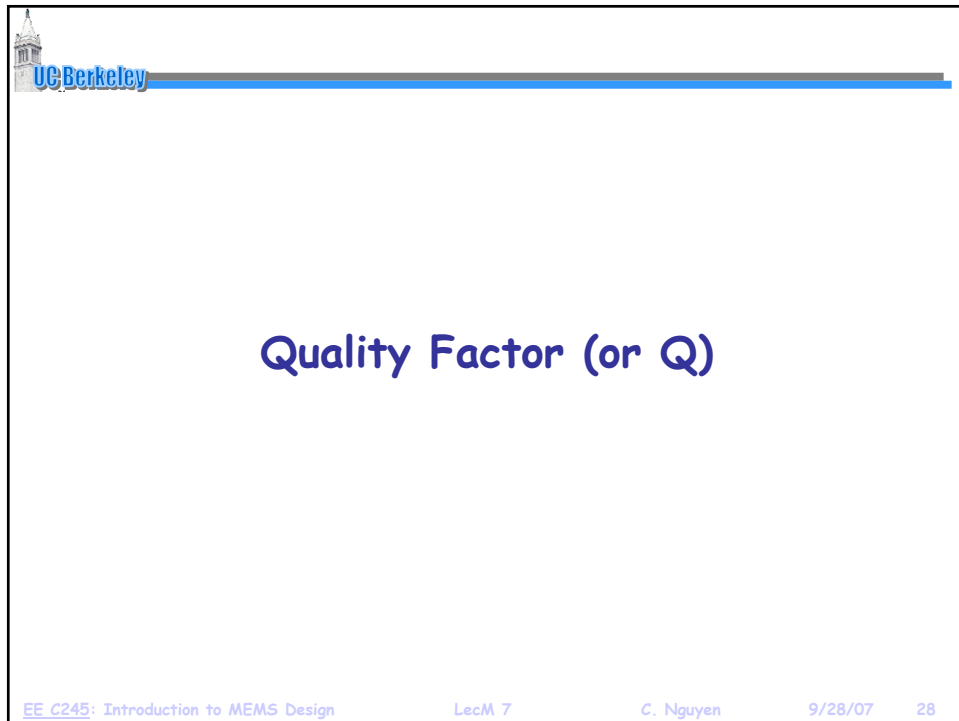 UC Berkeley
Quality Factor (or Q)
EE C245: Introduction to MEMS Design LecM 7 C. Nguyen 9/28/07 28